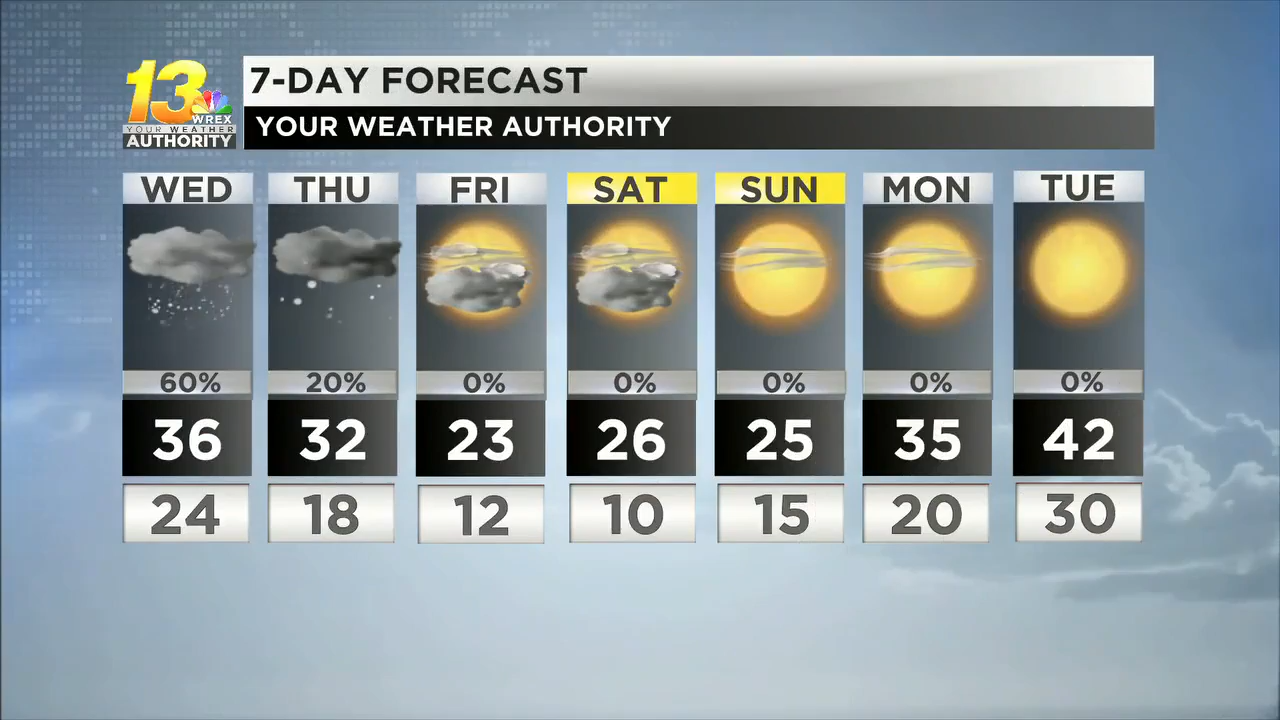 13
WREX
YOUR WEATHER
AUTHORITY
7-DAY FORECAST
YOUR WEATHER AUTHORITY
WED THU FRI SAT SUN MON TUE
60% 20% 0% 0% 0% 0% 0%
36 32 23 26 25 35 42
24 18 12 10 15 20 30